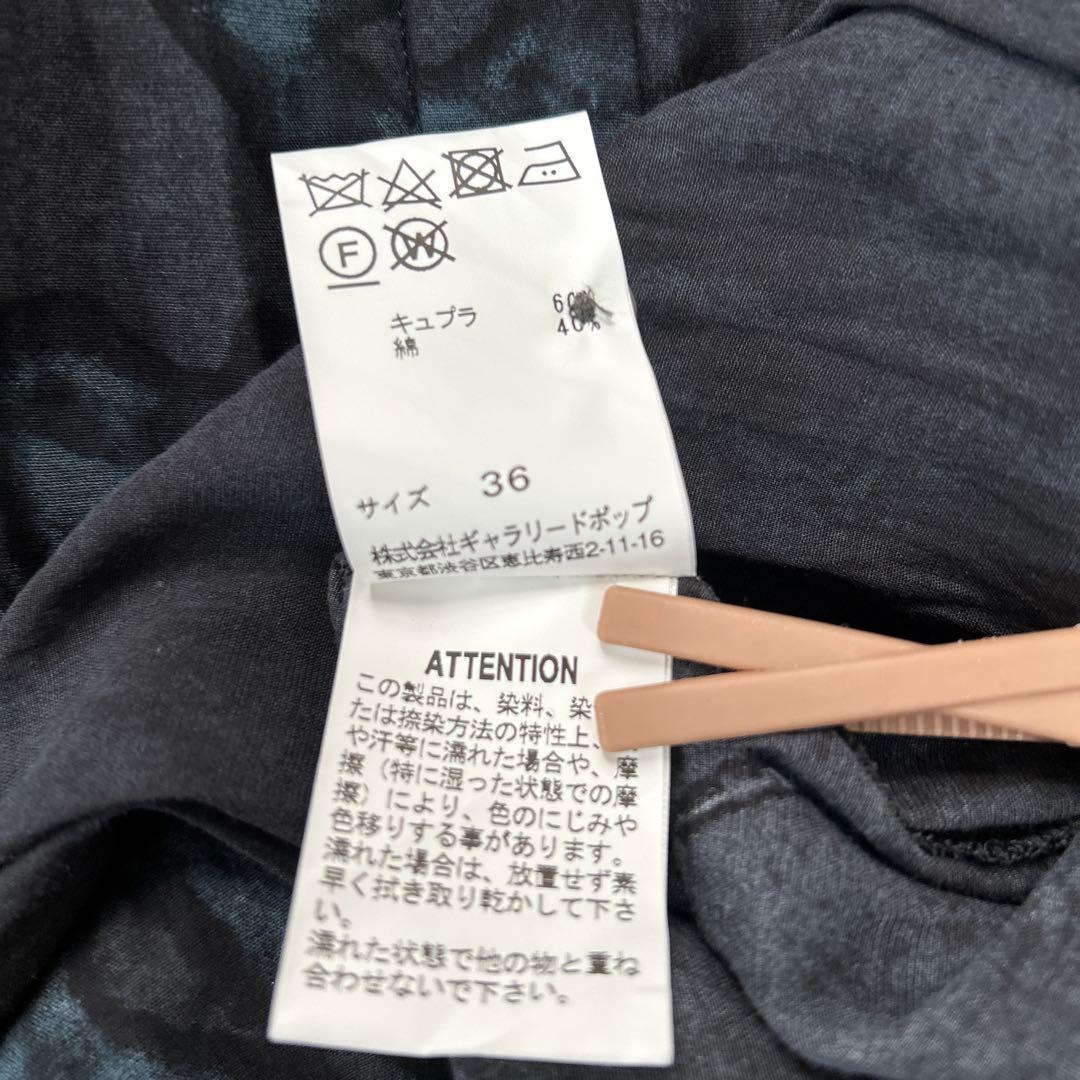 F W
キュプラ 60%
綿 40%
サイズ 36
株式会社ギャラリードポップ
東京都渋谷区恵比寿西2-11-16
ATTENTION
この製品は、染料、染
たは捺染方法の特性上、
や汗等に濡れた場合や、摩
擦（特に湿った状態での摩
擦）により、色のにじみや
色移りする事があります。
濡れた場合は、放置せず素
早く拭き取り乾かして下さ
い。
濡れた状態で他の物と重ね
合わせないで下さい。